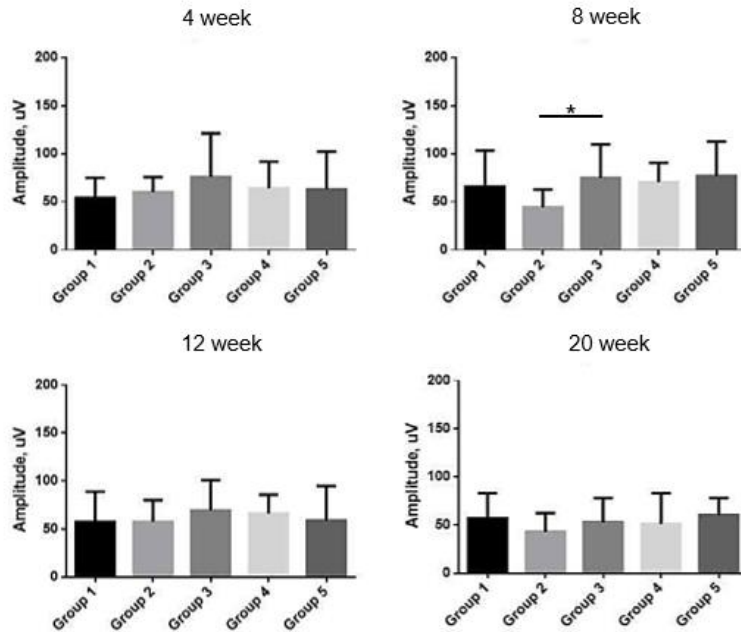 4 week
Amplitude, uV
200
150
100
50
0
Group 1
Group 2
Group 3
Group 4
Group 5
8 week
Amplitude, uV
200
150
100
50
0
*
Group 1
Group 2
Group 3
Group 4
Group 5
12 week
Amplitude, uV
200
150
100
50
0
Group 1
Group 2
Group 3
Group 4
Group 5
20 week
Amplitude, uV
200
150
100
50
0
Group 1
Group 2
Group 3
Group 4
Group 5